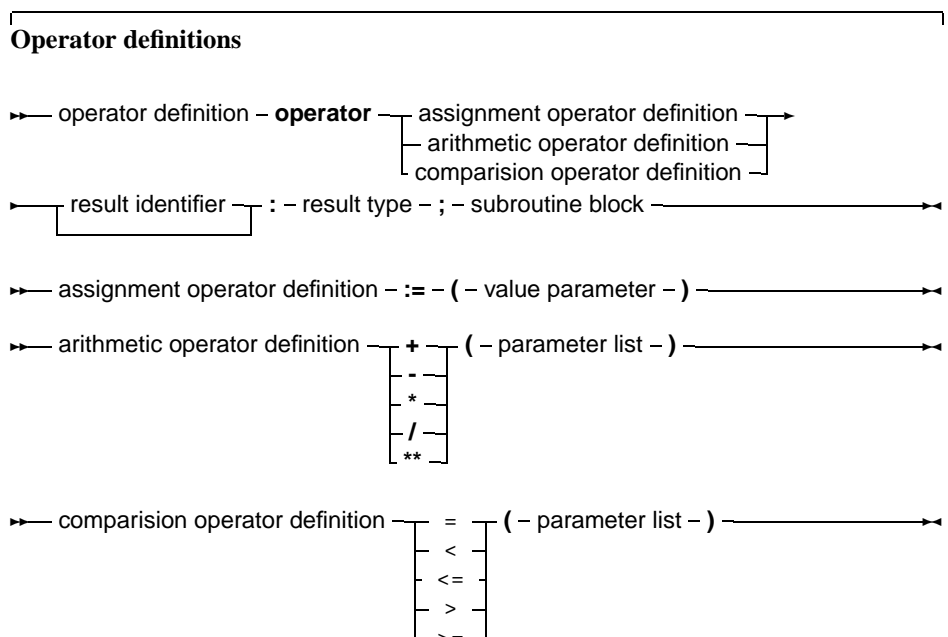 Operator definitions
operator definition – operator assignment operator definition
arithmetic operator definition
comparision operator definition
result identifier : – result type – ; – subroutine block
assignment operator definition – := – ( – value parameter – )
arithmetic operator definition + ( – parameter list – )
-
*
/
**
comparision operator definition = ( – parameter list – )
<
<=
>
>=